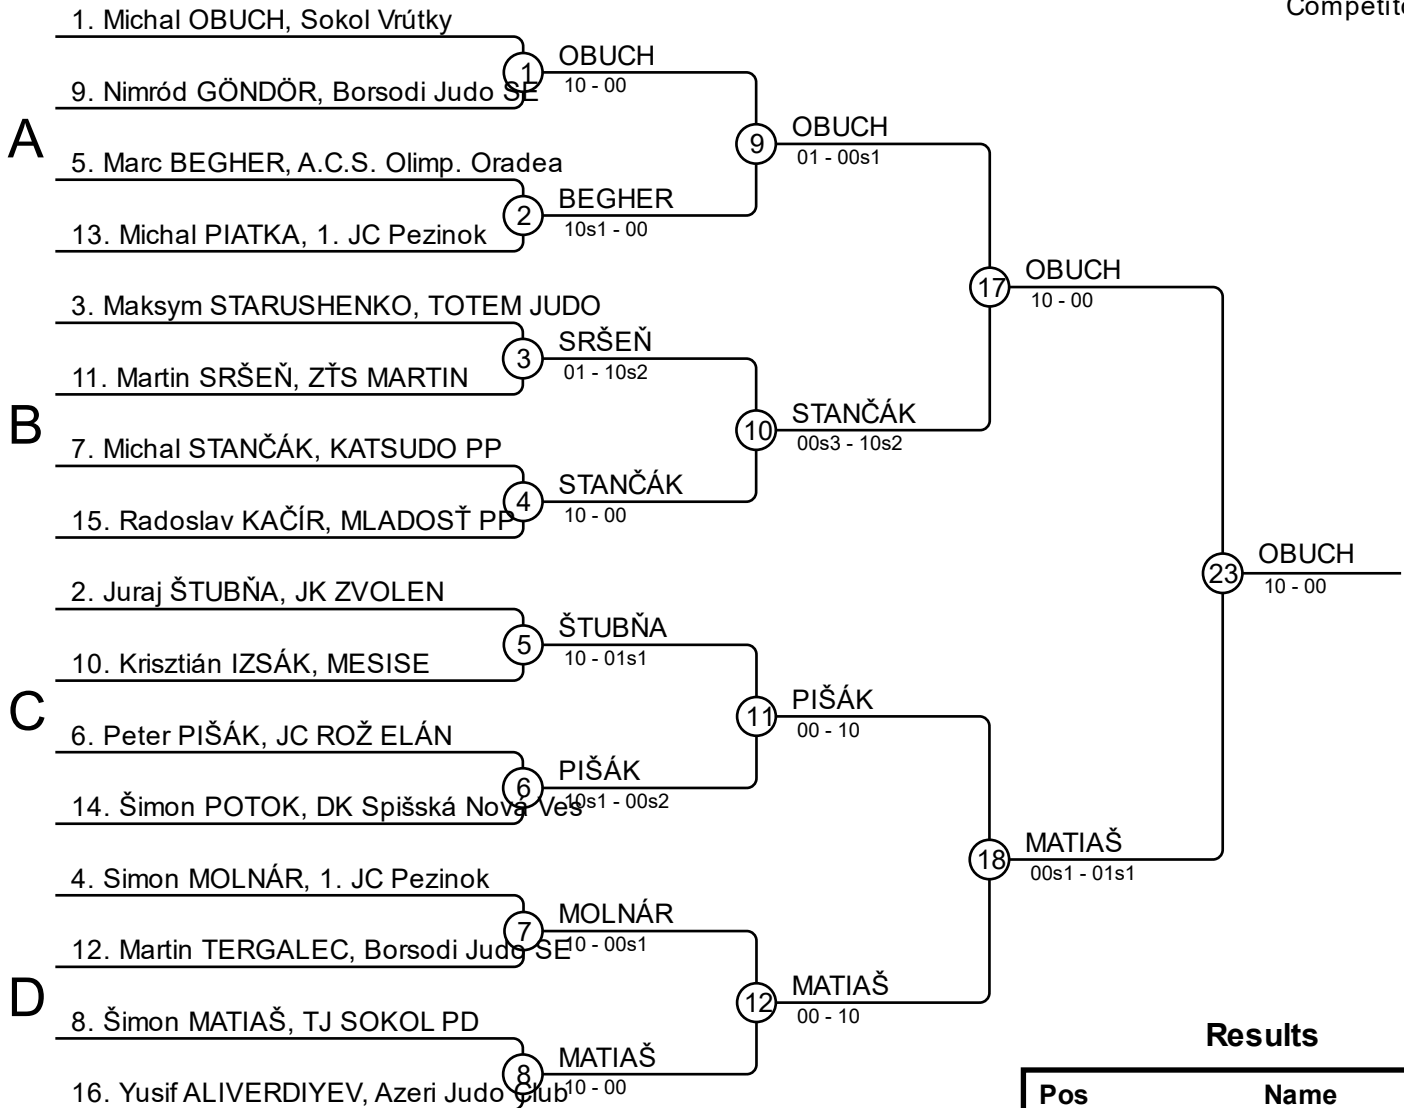 Competit
1. Michal OBUCH, Sokol Vrútky
OBUCH
1
10 - 00
9. Nimród GÖNDÖR, Borsodi Judo SE
OBUCH
A
9
01 - 00s1
5. Marc BEGHER, A.C.S. Olimp. Oradea
BEGHER
2
10s1 - 00
13. Michal PIATKA, 1. JC Pezinok
OBUCH
17
10 - 00
3. Maksym STARUSHENKO, TOTEM JUDO
SRŠEŇ
3
01 - 10s2
11. Martin SRŠEŇ, ZŤS MARTIN
STANČÁK
B
10
00s3 - 10s2
7. Michal STANČÁK, KATSUDO PP
STANČÁK
4
10 - 00
15. Radoslav KAČÍR, MLADOSŤ PP
OBUCH
23
10 - 00
2. Juraj ŠTUBŇA, JK ZVOLEN
ŠTUBŇA
5
10 - 01s1
10. Krisztián IZSÁK, MESISE
PIŠÁK
C
11
00 - 10
6. Peter PIŠÁK, JC ROŽ ELÁN
PIŠÁK
6
10s1 - 00s2
14. Šimon POTOK, DK Spišská Nová Ves
MATIAŠ
18
00s1 - 01s1
4. Simon MOLNÁR, 1. JC Pezinok
MOLNÁR
7
10 - 00s1
12. Martin TERGALEC, Borsodi Judo SE
MATIAŠ
D
12
00 - 10
8. Šimon MATIAŠ, TJ SOKOL PD
MATIAŠ
8
10 - 00
16. Yusif ALIVERDIYEV, Azeri Judo Club
Results
Pos Name